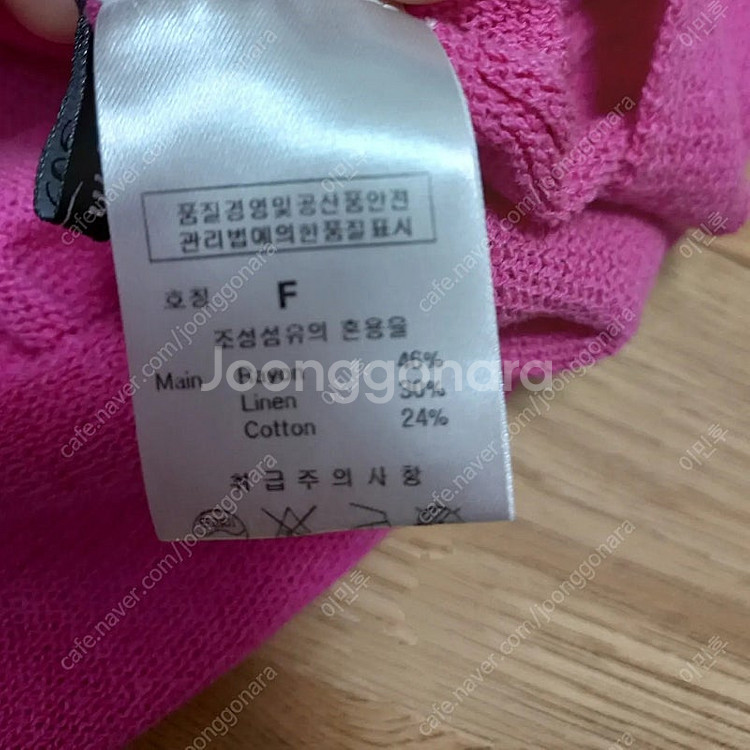 품질경영및공산품안전
관리법에의한품질표시
호칭 F
조성섬유의 혼용율
Main Rayon 46%
Linen 30%
Cotton 24%
취급주의사항
Joonggonara
cafe.naver.com/joonggonara
이민후